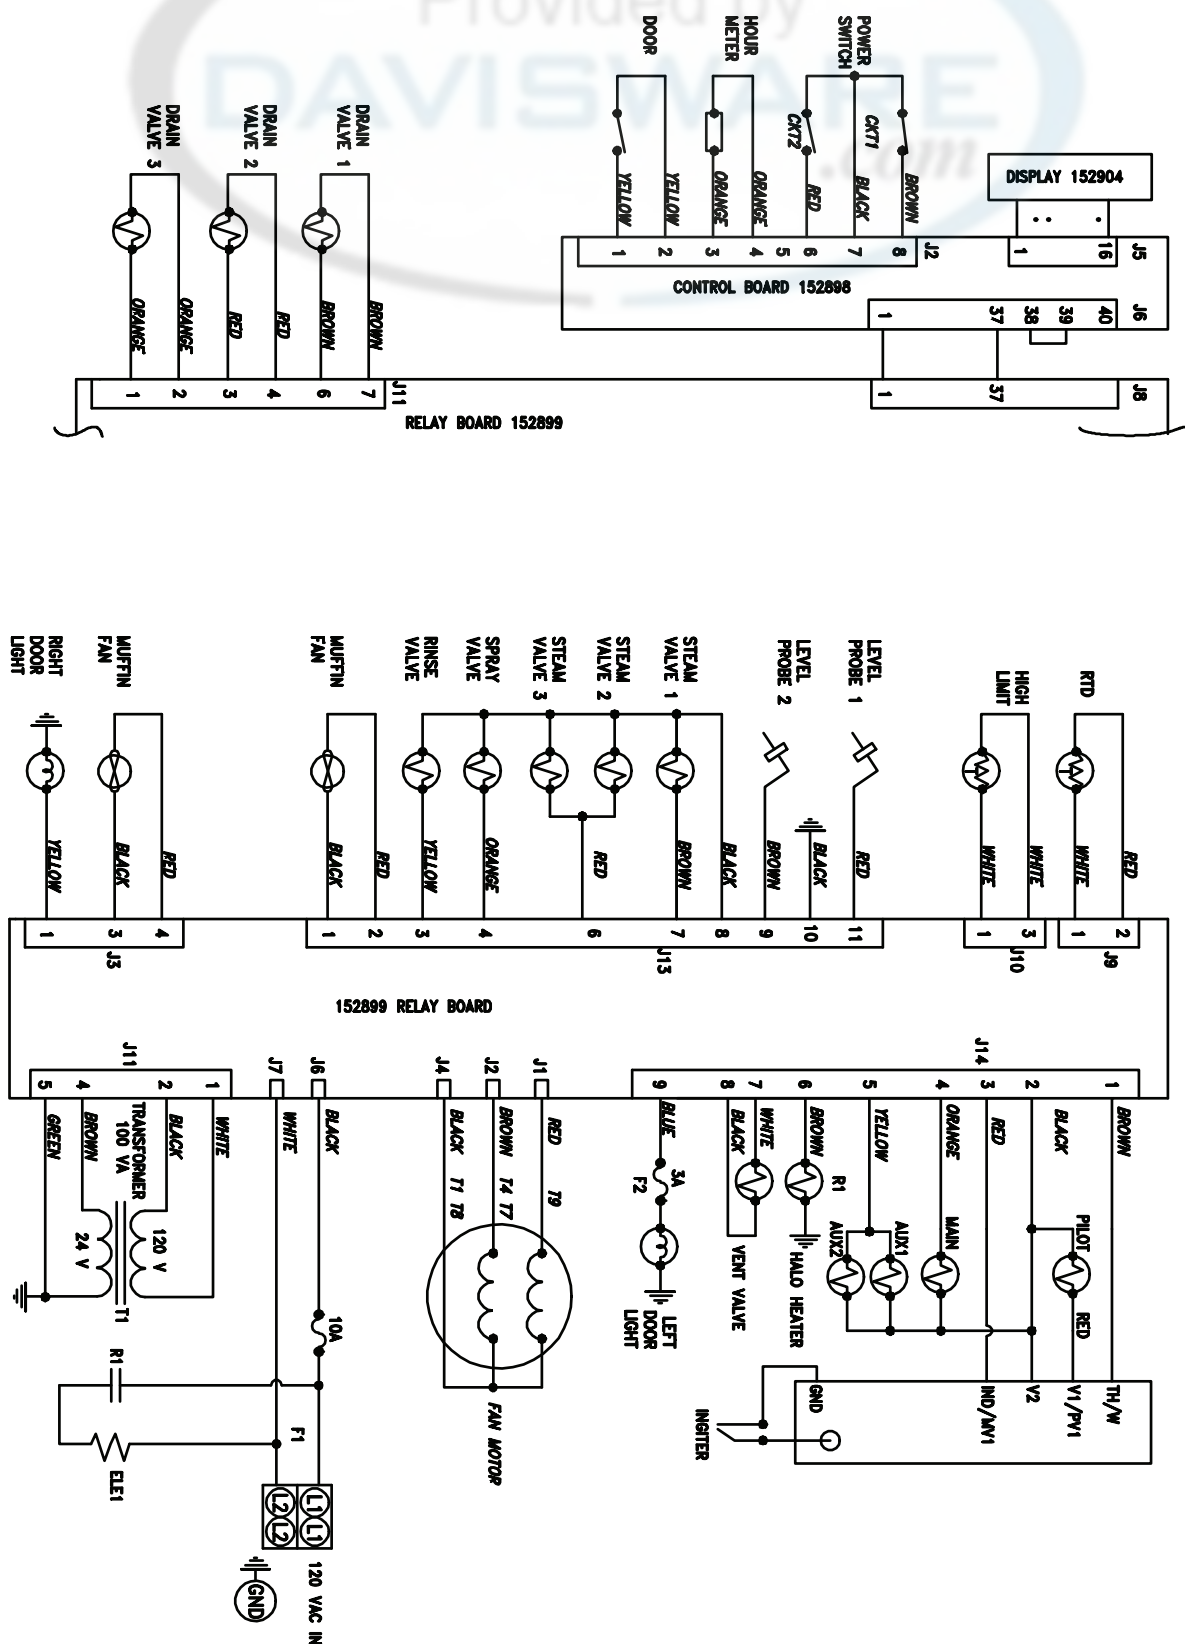 Provided by
DAVISWARE
.com
DOOR
HOUR
METER
POWER
SWITCH
CKT2
CKT1
YELLOW
YELLOW
ORANGE
ORANGE
RED
BLACK
BROWN
DISPLAY 152904
1
2
3
4
5
6
7
8
J2
1
16
J5
CONTROL BOARD 152898
1
37
38
39
40
J6
DRAIN
VALVE 3
DRAIN
VALVE 2
DRAIN
VALVE 1
ORANGE
ORANGE
RED
RED
BROWN
BROWN
1
2
3
4
6
7
J11
RELAY BOARD 152899
1
37
J8
RIGHT
DOOR
LIGHT
MUFFIN
FAN
MUFFIN
FAN
RINSE
VALVE
SPRAY
VALVE
STEAM
VALVE 3
STEAM
VALVE 2
STEAM
VALVE 1
LEVEL
PROBE 2
LEVEL
PROBE 1
HIGH
LIMIT
RTD
YELLOW
BLACK
RED
BLACK
RED
YELLOW
ORANGE
RED
BROWN
BLACK
BROWN
BLACK
RED
WHITE
WHITE
WHITE
RED
1
3
4
J3
1
2
3
4
6
7
8
9
10
11
J13
1
3
J10
1
2
J9
152899 RELAY BOARD
J11
5
4
2
1
J7
J6
J4
J2
J1
J14
9
8
7
6
5
4
3
2
1
GREEN
BROWN
BLACK
WHITE
TRANSFORMER
100 VA
24 V
120 V
T1
WHITE
BLACK
10A
BLACK T1 T8
BROWN T4 T7
RED T9
FAN MOTOR
BLUE
3A
F2
LEFT
DOOR
LIGHT
BLACK
WHITE
VENT VALVE
BROWN
R1
HALO HEATER
YELLOW
AUX2
AUX1
ORANGE
MAIN
RED
BLACK
BROWN
PILOT
RED
GND
IND/MV1
V2
V1/PV1
TH/W
INGITER
R1
ELE1
F1
L1
L1
L2
L2
GND
120 VAC IN